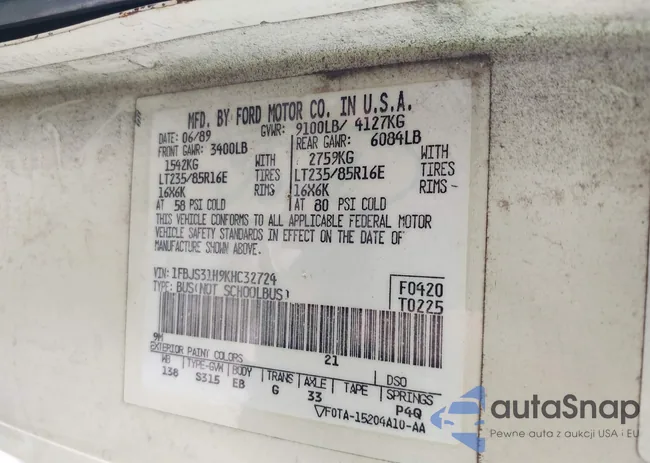 MFD. BY FORD MOTOR CO. IN U.S.A.
DATE: 06/89 GVWR: 9100LB/ 4127KG
FRONT GAWR: 3400LB REAR GAWR: 6084LB
1542KG WITH 2759KG WITH
LT235/85R16E TIRES LT235/85R16E TIRES
16X6K RIMS 16X6K RIMS
AT 58 PSI COLD AT 80 PSI COLD
THIS VEHICLE CONFORMS TO ALL APPLICABLE FEDERAL MOTOR
VEHICLE SAFETY STANDARDS IN EFFECT ON THE DATE OF
MANUFACTURE SHOWN ABOVE.
VIN: 1FBJS31H9KHC32724 F0420
TYPE: BUS(NOT SCHOOLBUS) T0225
9M 21
EXTERIOR PAINT COLORS DSO
WB TYPE-GVW BODY TRANS AXLE TAPE SPRING
138 S315 EB G 33 P4Q
F0TA-15204A10-AA
autoSnap
Pewne auta z aukcji USA i EU